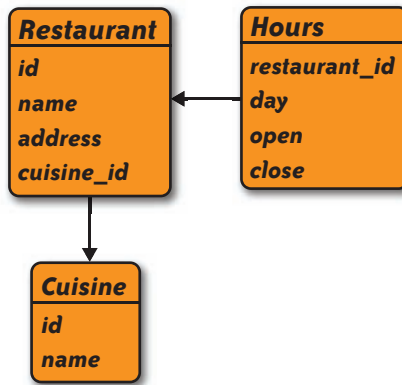 Restaurant
id
name
address
cuisine_id
Hours
restaurant_id
day
open
close
Cuisine
id
name